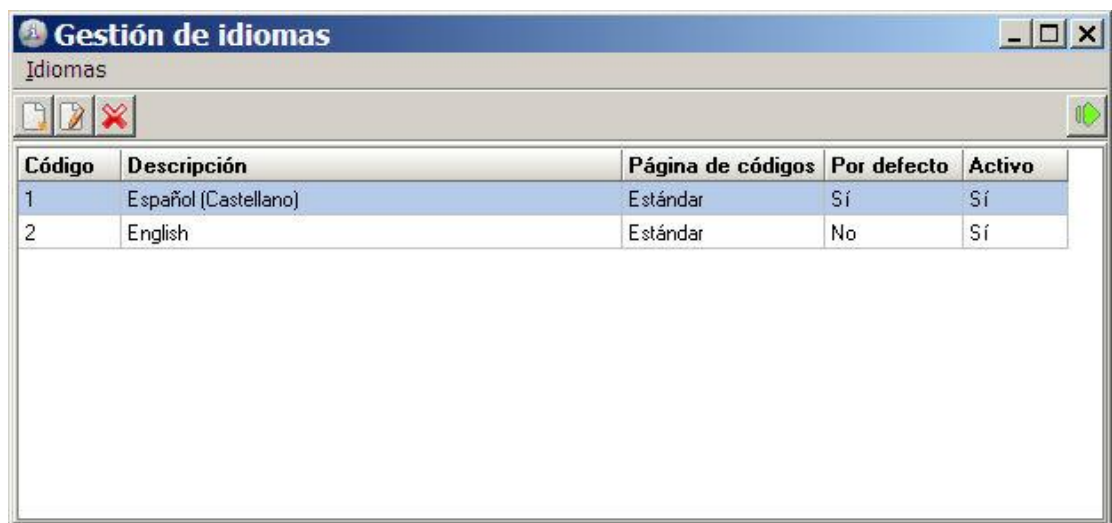 Gestión de idiomas
Idiomas
Código Descripción Página de códigos Por defecto Activo
1 Español (Castellano) Estándar Sí Sí
2 English Estándar No Sí